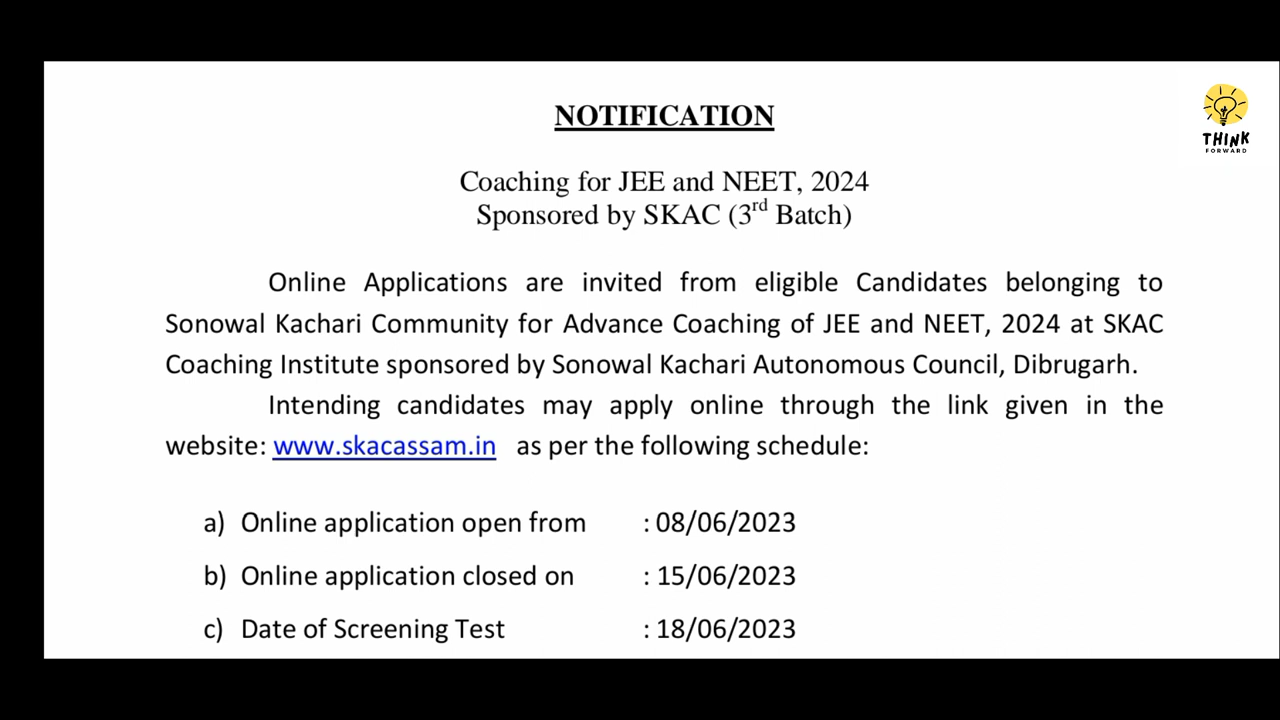 NOTIFICATION
THINK
FORWARD
Coaching for JEE and NEET, 2024
Sponsored by SKAC (3rd Batch)
Online Applications are invited from eligible Candidates belonging to
Sonowal Kachari Community for Advance Coaching of JEE and NEET, 2024 at SKAC
Coaching Institute sponsored by Sonowal Kachari Autonomous Council, Dibrugarh.
Intending candidates may apply online through the link given in the
website: www.skacassam.in as per the following schedule:
a) Online application open from : 08/06/2023
b) Online application closed on : 15/06/2023
c) Date of Screening Test : 18/06/2023